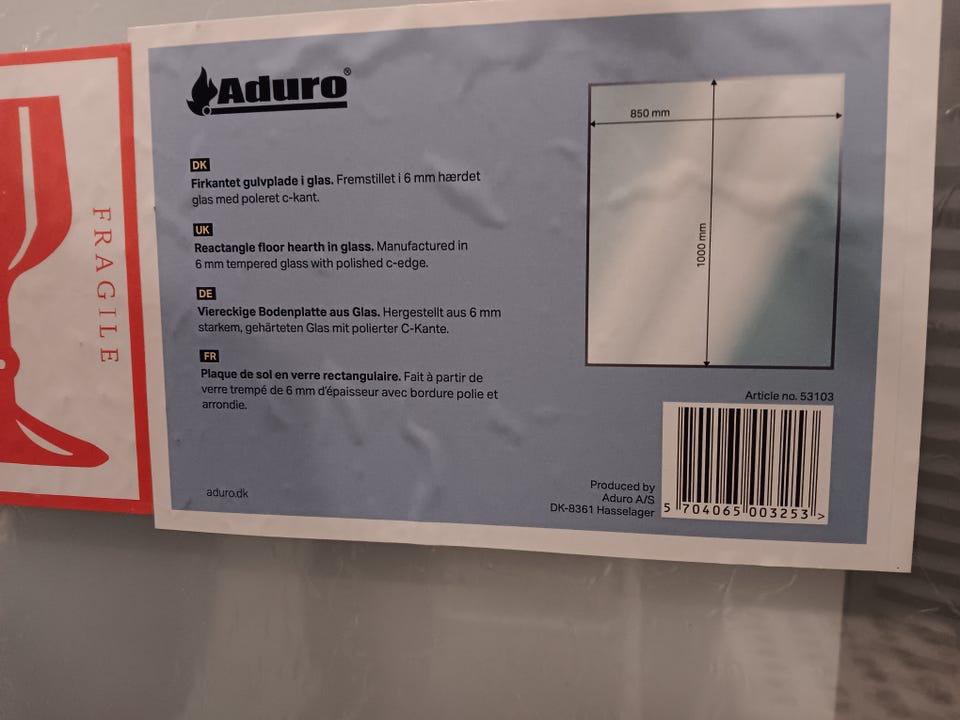 FRAGILE
Aduro®
DK
Firkantet gulvplade i glas. Fremstillet i 6 mm hærdet
glas med poleret c-kant.
UK
Reactangle floor hearth in glass. Manufactured in
6 mm tempered glass with polished c-edge.
DE
Viereckige Bodenplatte aus Glas. Hergestellt aus 6 mm
starkem, gehärteten Glas mit polierter C-Kante.
FR
Plaque de sol en verre rectangulaire. Fait à partir de
verre trempé de 6 mm d'épaisseur avec bordure polie et
arrondie.
aduro.dk
850 mm
1000 mm
Article no. 53103
Produced by
Aduro A/S
DK-8361 Hasselager
5 704065 003253 >